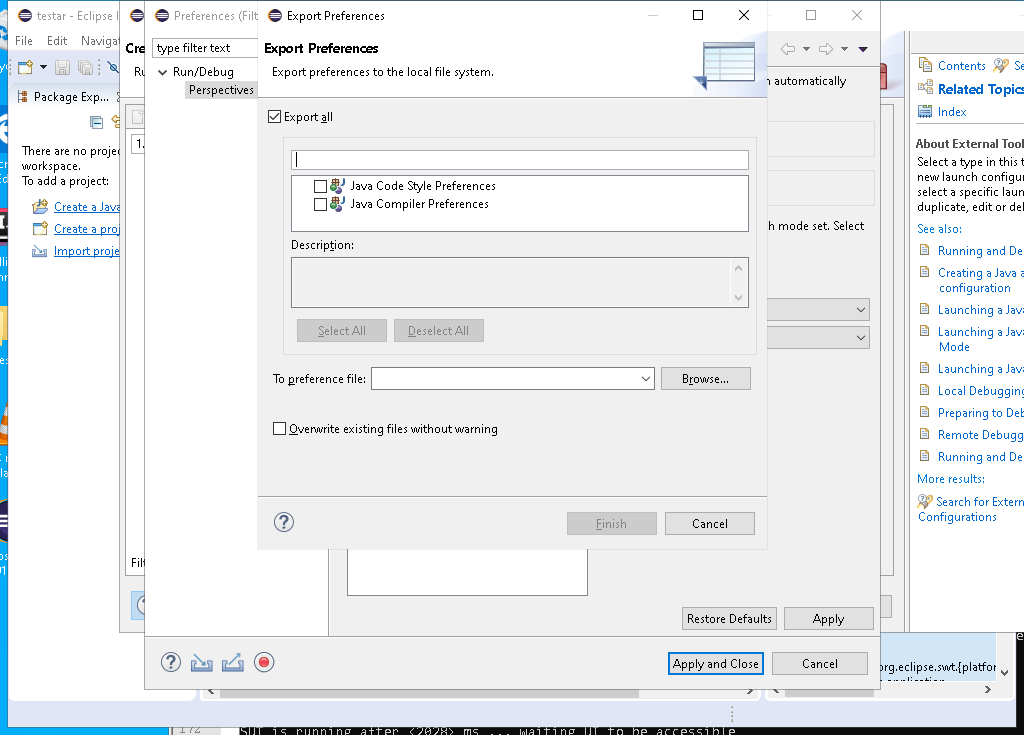 testar - Eclipse I
Preferences (Filt
Export Preferences
File Edit Navigat
Cre
type filter text
Export Preferences
Export preferences to the local file system.
Run/Debug
Perspectives
n automatically
Contents
Se
Related Topics
Index
Package Exp...
Export all
There are no projec
workspace.
To add a project:
Create a Java
Create a proj
Import proje
1.
Java Code Style Preferences
Java Compiler Preferences
Description:
Select All
Deselect All
To preference file:
Browse...
Overwrite existing files without warning
Finish
Cancel
h mode set. Select
About External Tool
Select a type in this t
new launch configur
select a specific laun
duplicate, edit or del
See also:
Running and De
Creating a Java a
configuration
Launching a Java
Launching a Java
Mode
Launching a Java
Local Debugging
Preparing to Deb
Remote Debugg
Running and De
More results:
Search for Extern
Configurations
Filt
Restore Defaults
Apply
Apply and Close
Cancel
org.eclipse.swt.{platfor
application
172
SUT is running after <2028> ms ... waiting UI to be accessible